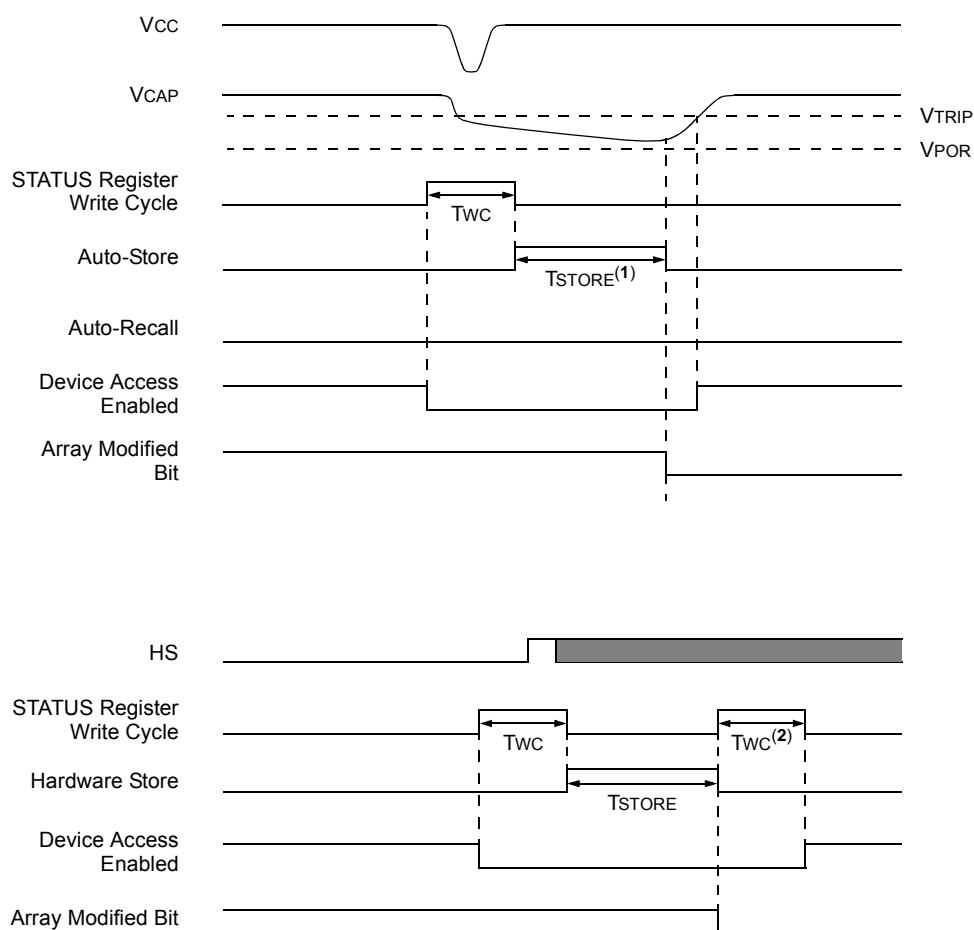 VCC
VCAP
VTRIP
VPOR
STATUS Register
Write Cycle
TWC
Auto-Store
TSTORE(1)
Auto-Recall
Device Access
Enabled
Array Modified
Bit
HS
STATUS Register
Write Cycle
TWC
TWC(2)
Hardware Store
TSTORE
Device Access
Enabled
Array Modified Bit